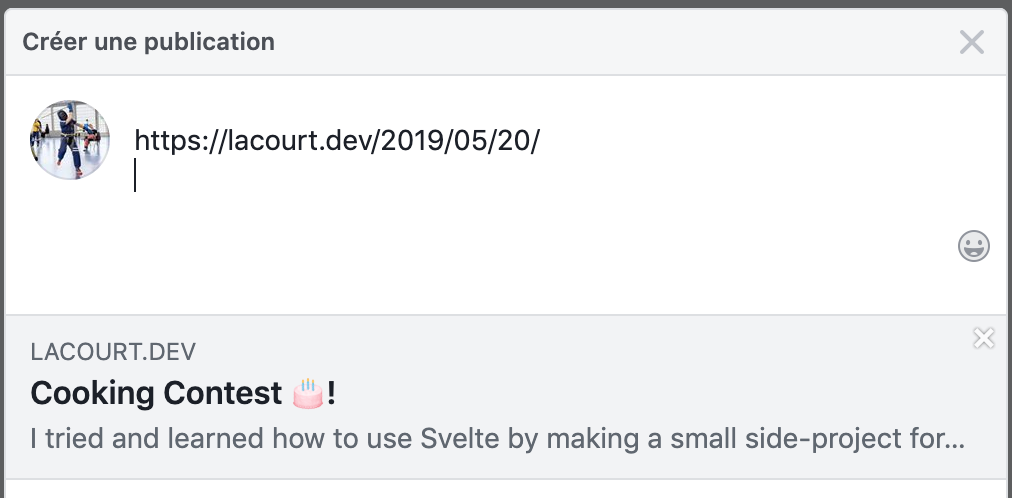 Créer une publication
https://lacourt.dev/2019/05/20/
LACOURT.DEV
Cooking Contest 🎂!
I tried and learned how to use Svelte by making a small side-project for...